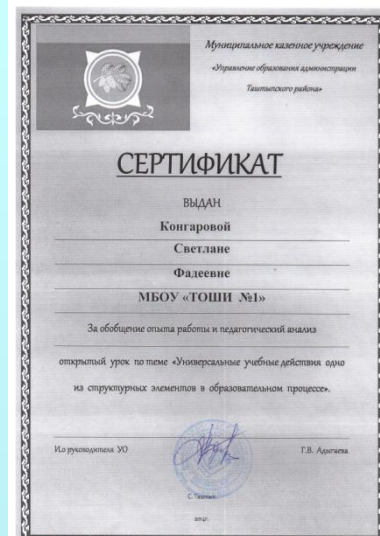 Муниципальное казенное учреждение
«Управление образования администрации
Таштыпского района»
СЕРТИФИКАТ
ВЫДАН
Конгаровой
Светлане
Фадеевне
МБОУ «ТОШИ №1»
За обобщение опыта работы и педагогический анализ
открытый урок по теме «Универсальные учебные действия одно
из структурных элементов в образовательном процессе».
И.о руководителя УО
Г.В. Адыгаева
С. Таштып